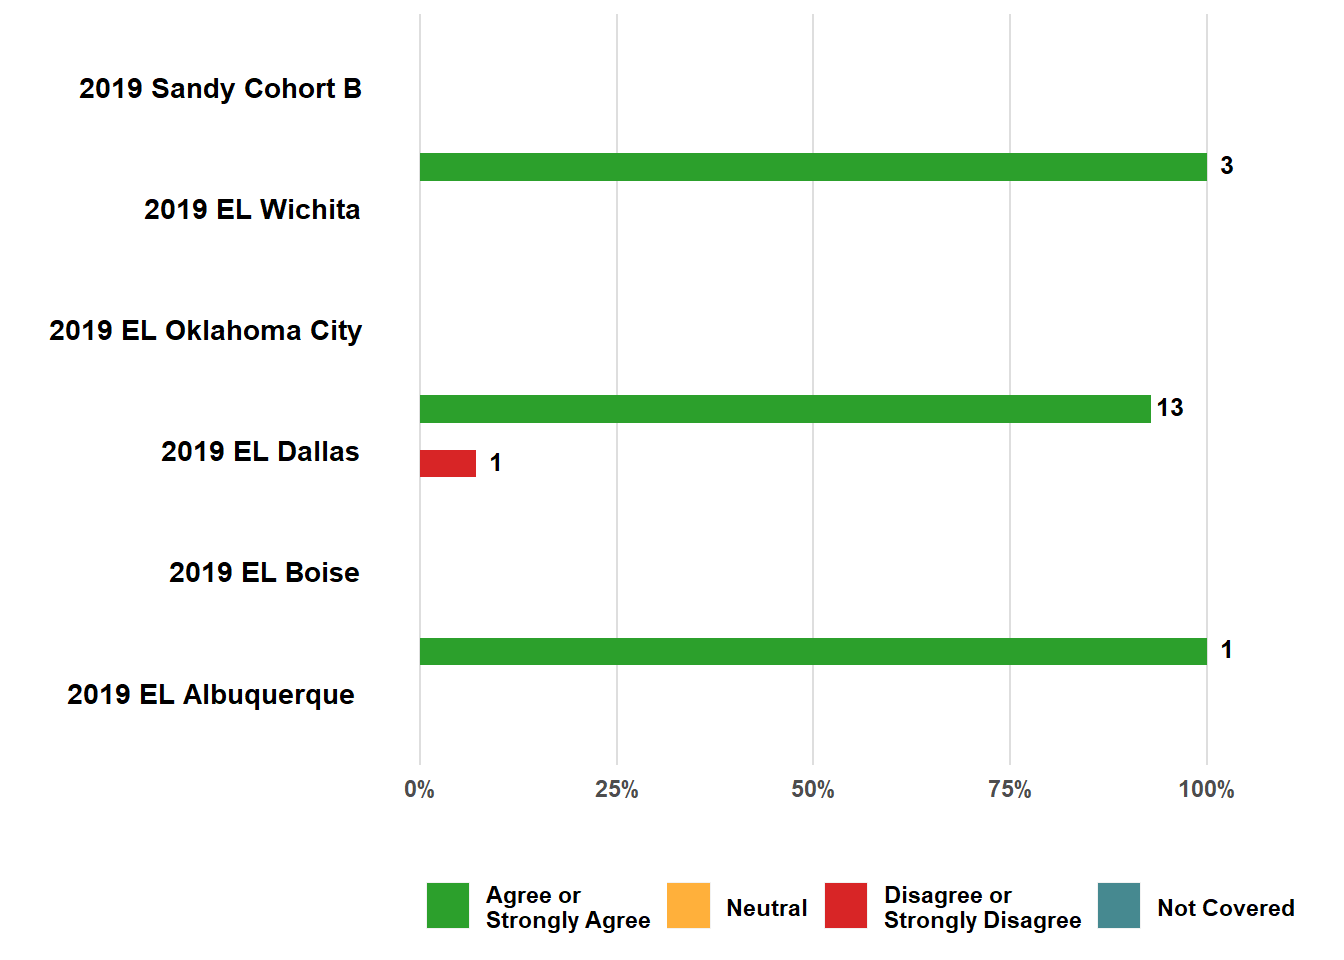 2019 Sandy Cohort B
3
2019 EL Wichita
2019 EL Oklahoma City
13
2019 EL Dallas
1
2019 EL Boise
1
2019 EL Albuquerque
0%
25%
50%
75%
100%
Agree or
Strongly Agree
Neutral
Disagree or
Strongly Disagree
Not Covered